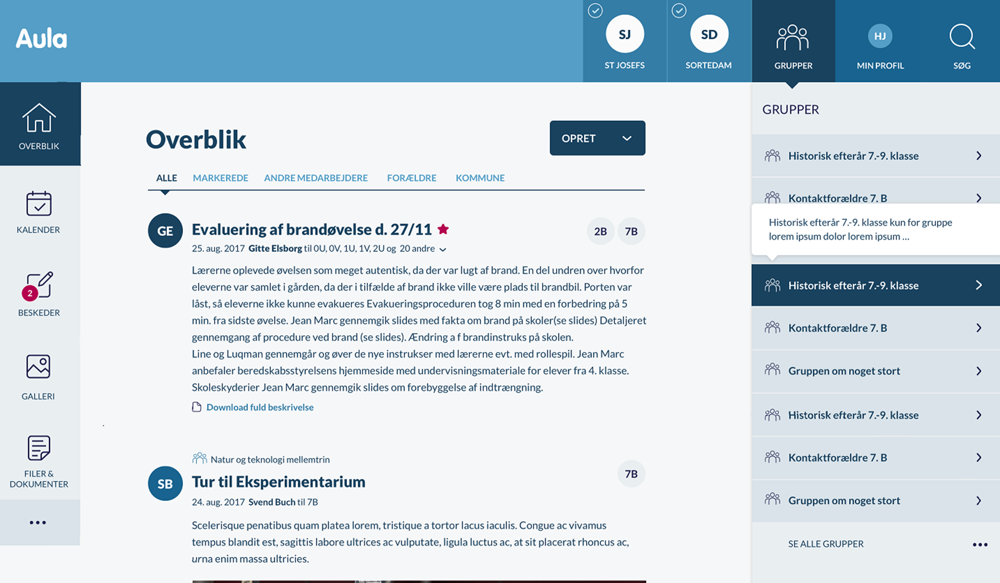 Aula
SJ
ST JOSEFS
SD
SORTEDAM
GRUPPER
HJ
MIN PROFIL
SØG
OVERBLIK
KALENDER
2
BESKEDER
GALLERI
FILER &
DOKUMENTER
Overblik
OPRET
ALLE MARKEREDE ANDRE MEDARBEJDERE FORÆLDRE KOMMUNE
GE
Evaluering af brandøvelse d. 27/11
2B 7B
25. aug. 2017 Gitte Elsborg til 0U, 0V, 1U, 1V, 2U og 20 andre
Lærerne oplevede øvelsen som meget autentisk, da der var lugt af brand. En del undren over hvorfor
eleverne var samlet i gården, da der i tilfælde af brand ikke ville være plads til brandbil. Porten var
låst, så eleverne ikke kunne evakueres Evakueringsproceduren tog 8 min med en forbedring på 5
min. fra sidste øvelse. Jean Marc gennemgik slides med fakta om brand på skoler(se slides) Detaljeret
gennemgang af procedure ved brand (se slides). Ændring a f brandinstruks på skolen.
Line og Luqman gennemgår og øver de nye instrukser med lærerne evt. med rollespil. Jean Marc
anbefaler beredskabsstyrelsens hjemmeside med undervisningsmateriale for elever fra 4. klasse.
Skoleskyderier Jean Marc gennemgik slides om forebyggelse af indtrængning.
Download fuld beskrivelse
Natur og teknologi mellemtrin
SB
Tur til Eksperimentarium
7B
24. aug. 2017 Svend Buch til 7B
Scelerisque penatibus quam platea lorem, tristique a tortor lacus iaculis. Congue ac vivamus
tempus blandit est, sagittis labore ultrices ac vulputate, ligula luctus ac, at sit placerat rhoncus ac,
urna enim massa ultricies.
GRUPPER
Historisk efterår 7.-9. klasse
Kontaktforældre 7. B
Historisk efterår 7.-9. klasse kun for gruppe
lorem ipsum dolor lorem ipsum ...
Historisk efterår 7.-9. klasse
Kontaktforældre 7. B
Gruppen om noget stort
Historisk efterår 7.-9. klasse
Kontaktforældre 7. B
Gruppen om noget stort
SE ALLE GRUPPER